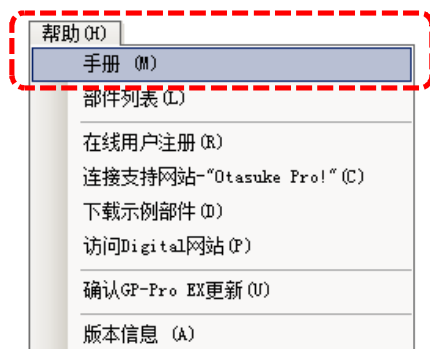 帮助(H)
手册 (M)
部件列表(L)
在线用户注册(R)
连接支持网站-"Otasuke Pro!"(C)
下载示例部件(D)
访问Digital网站(P)
确认GP-Pro EX更新(U)
版本信息 (A)